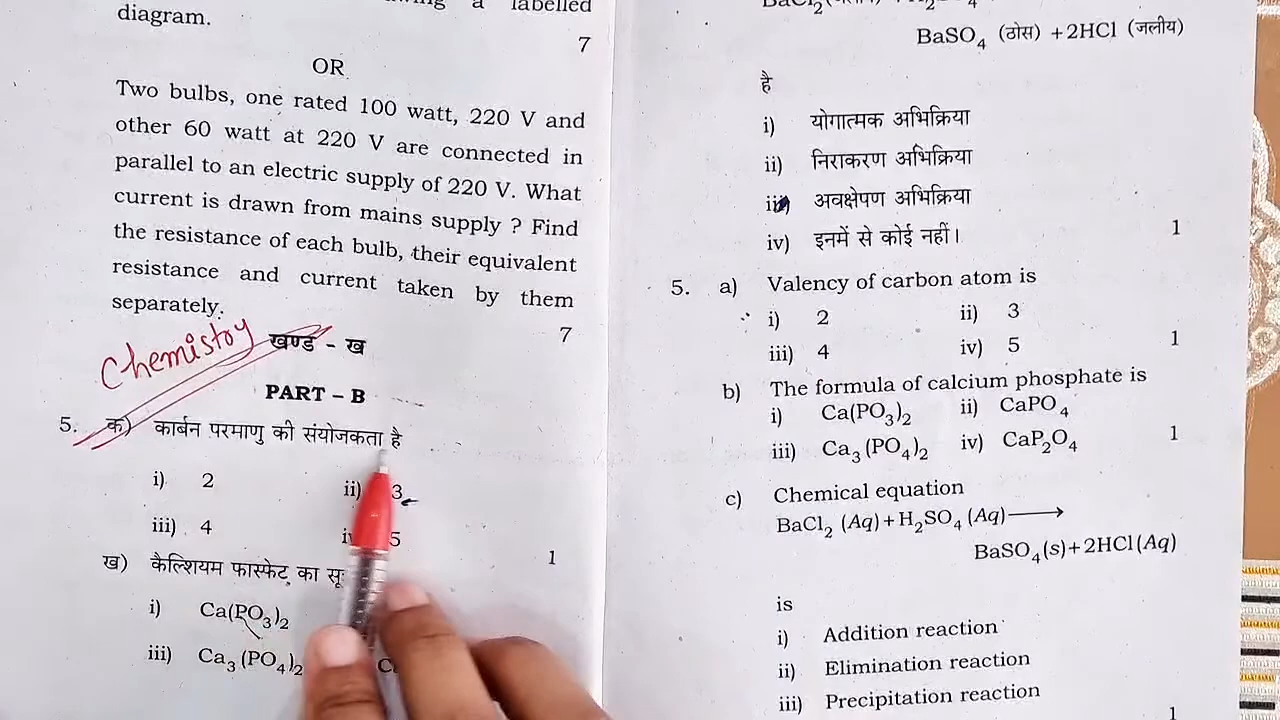 a labelled
diagram.
7
OR
Two bulbs, one rated 100 watt, 220 V and
other 60 watt at 220 V are connected in
parallel to an electric supply of 220 V. What
current is drawn from mains supply ? Find
the resistance of each bulb, their equivalent
resistance and current taken by them
separately.
7
Chemistry
खण्ड - ख
PART – B
5. क) कार्बन परमाणु की संयोजकता है
i) 2 ii) 3
iii) 4 5
1
ख) कैल्शियम फास्फेट का
i) Ca(PO₃)₂
iii) Ca₃(PO₄)₂
BaSO₄ (ठोस) +2HCl (जलीय)
है
i) योगात्मक अभिक्रिया
ii) निराकरण अभिक्रिया
iii) अवक्षेपण अभिक्रिया
iv) इनमें से कोई नहीं।
1
5. a) Valency of carbon atom is
i) 2 ii) 3
iii) 4 iv) 5
1
b) The formula of calcium phosphate is
i) Ca(PO₃)₂ ii) CaPO₄
iii) Ca₃(PO₄)₂ iv) CaP₂O₄
1
c) Chemical equation
BaCl₂ (Aq)+H₂SO₄ (Aq)⟶
BaSO₄(s)+2HCl(Aq)
is
i) Addition reaction
ii) Elimination reaction
iii) Precipitation reaction
1